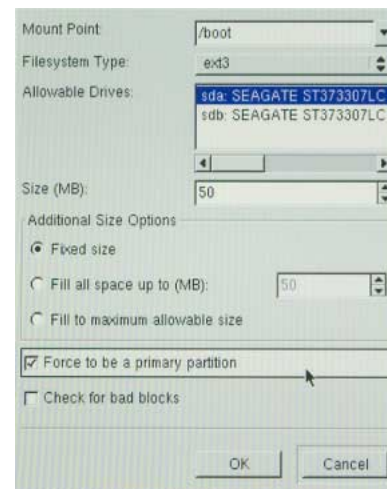 Mount Point: /boot
Filesystem Type: ext3
Allowable Drives: sda: SEAGATE ST373307LC
sdb: SEAGATE ST373307LC
Size (MB): 50
Additional Size Options
Fixed size
Fill all space up to (MB): 50
Fill to maximum allowable size
Force to be a primary partition
Check for bad blocks
OK Cancel